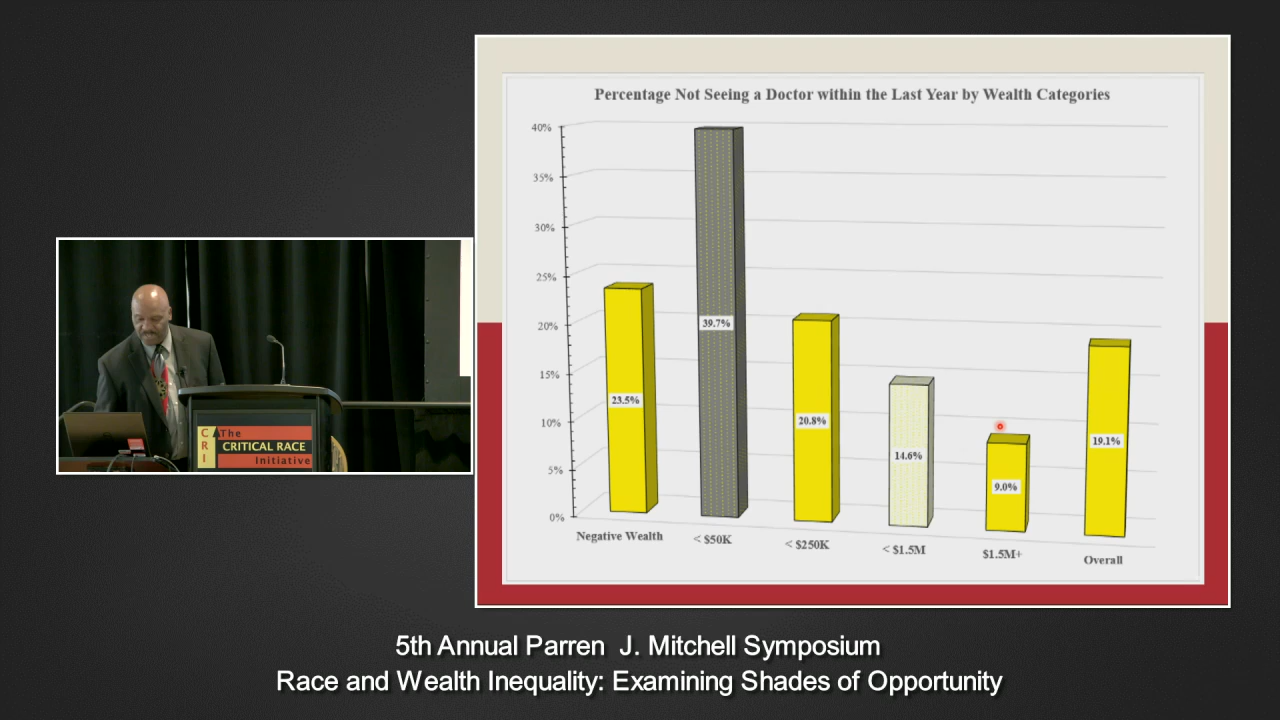 Percentage Not Seeing a Doctor within the Last Year by Wealth Categories
40%
35%
30%
25%
20%
15%
10%
5%
0%
23.5%
39.7%
20.8%
14.6%
9.0%
19.1%
Negative Wealth
< $50K
< $250K
< $1.5M
$1.5M+
Overall
CRI
The
CRITICAL RACE
Initiative
5th Annual Parren J. Mitchell Symposium
Race and Wealth Inequality: Examining Shades of Opportunity